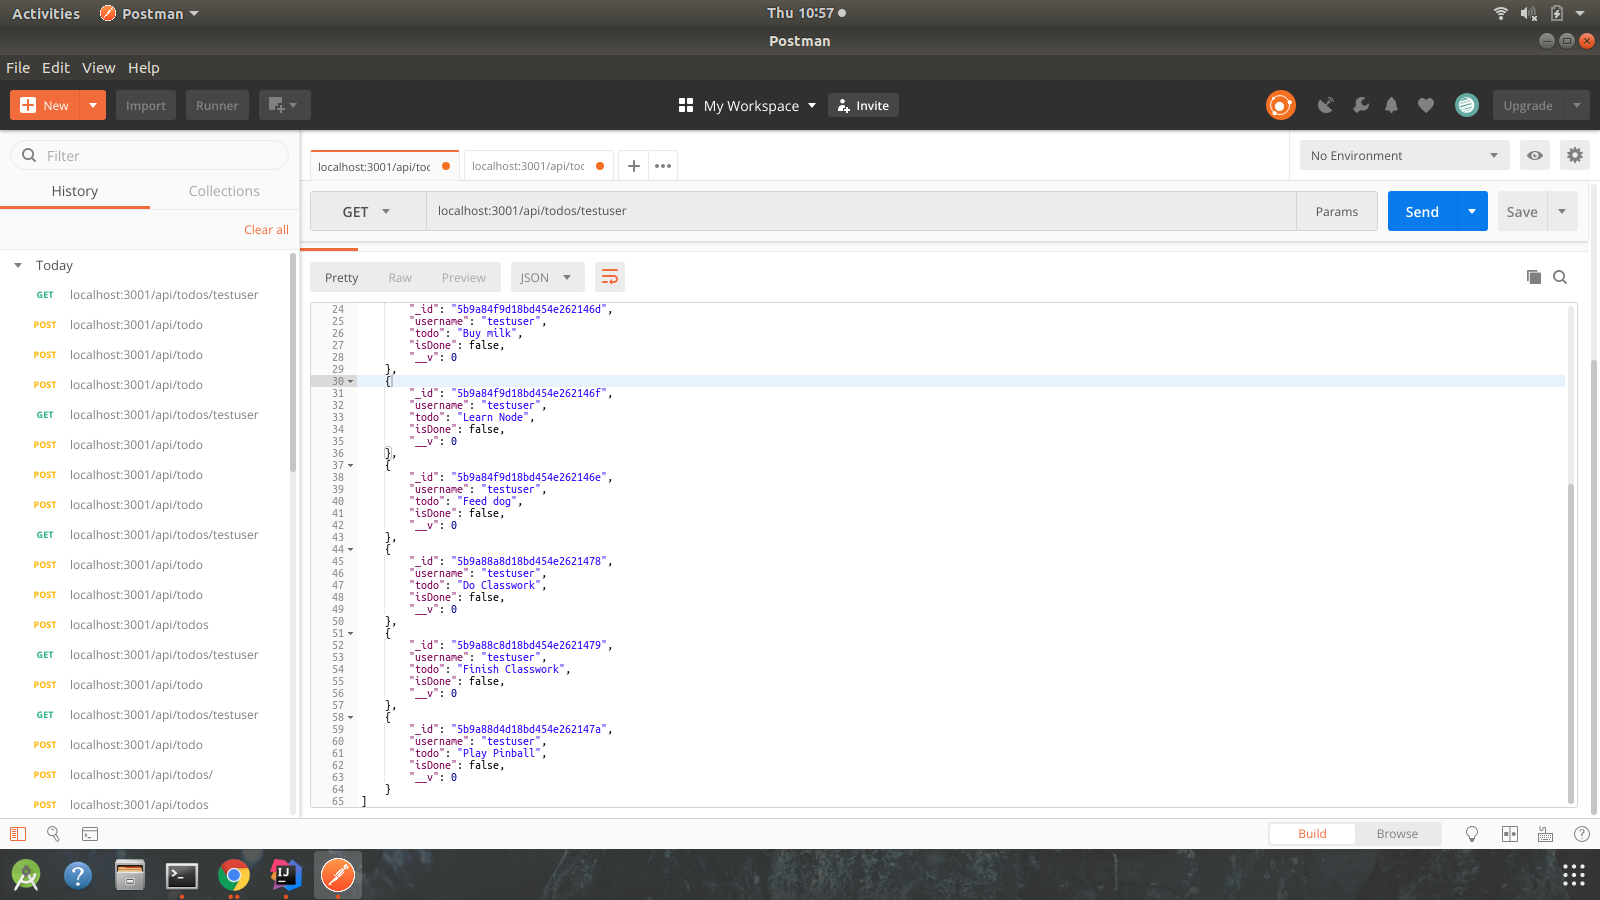 Activities Postman Thu 10:57
Postman
File Edit View Help
New Import Runner My Workspace Invite Upgrade
Filter
History Collections
Clear all
Today
GET localhost:3001/api/todos/testuser
POST localhost:3001/api/todo
POST localhost:3001/api/todo
POST localhost:3001/api/todo
GET localhost:3001/api/todos/testuser
POST localhost:3001/api/todo
POST localhost:3001/api/todo
POST localhost:3001/api/todo
GET localhost:3001/api/todos/testuser
POST localhost:3001/api/todo
POST localhost:3001/api/todo
POST localhost:3001/api/todos
GET localhost:3001/api/todos/testuser
POST localhost:3001/api/todo
GET localhost:3001/api/todos/testuser
POST localhost:3001/api/todo
POST localhost:3001/api/todos/
POST localhost:3001/api/todos
localhost:3001/api/toc localhost:3001/api/toc No Environment
GET localhost:3001/api/todos/testuser Params Send Save
Pretty Raw Preview JSON
24 "_id": "5b9a84f9d18bd454e262146d",
25 "username": "testuser",
26 "todo": "Buy milk",
27 "isDone": false,
28 "__v": 0
29 },
30 {
31 "_id": "5b9a84f9d18bd454e262146f",
32 "username": "testuser",
33 "todo": "Learn Node",
34 "isDone": false,
35 "__v": 0
36 },
37 {
38 "_id": "5b9a84f9d18bd454e262146e",
39 "username": "testuser",
40 "todo": "Feed dog",
41 "isDone": false,
42 "__v": 0
43 },
44 {
45 "_id": "5b9a88a8d18bd454e2621478",
46 "username": "testuser",
47 "todo": "Do Classwork",
48 "isDone": false,
49 "__v": 0
50 },
51 {
52 "_id": "5b9a88c8d18bd454e2621479",
53 "username": "testuser",
54 "todo": "Finish Classwork",
55 "isDone": false,
56 "__v": 0
57 },
58 {
59 "_id": "5b9a88d4d18bd454e262147a",
60 "username": "testuser",
61 "todo": "Play Pinball",
62 "isDone": false,
63 "__v": 0
64 }
65 ]
Build Browse